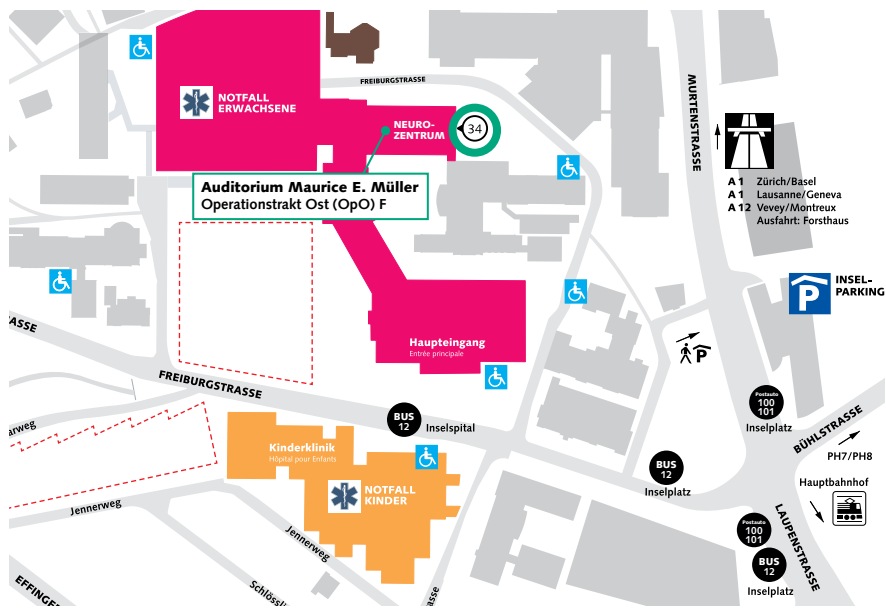 FREIBURGSTRASSE
MURTENSTRASSE
NOTFALL
ERWACHSENE
NEURO-
ZENTRUM
34
Auditorium Maurice E. Müller
Operationstrakt Ost (OpO) F
A 1 Zürich/Basel
A 1 Lausanne/Geneva
A 12 Vevey/Montreux
Ausfahrt: Forsthaus
P
INSEL-
PARKING
Haupteingang
Entrée principale
P
STRASSE
FREIBURGSTRASSE
BUS
12
Inselspital
Postauto
100
101
Inselplatz
BÜHLSTRASSE
PH7/PH8
Kinderklinik
Hôpital pour Enfants
NOTFALL
KINDER
BUS
12
Inselplatz
Hauptbahnhof
Jennerweg
Jennerweg
LAUPENSTRASSE
Postauto
100
101
BUS
12
Inselplatz